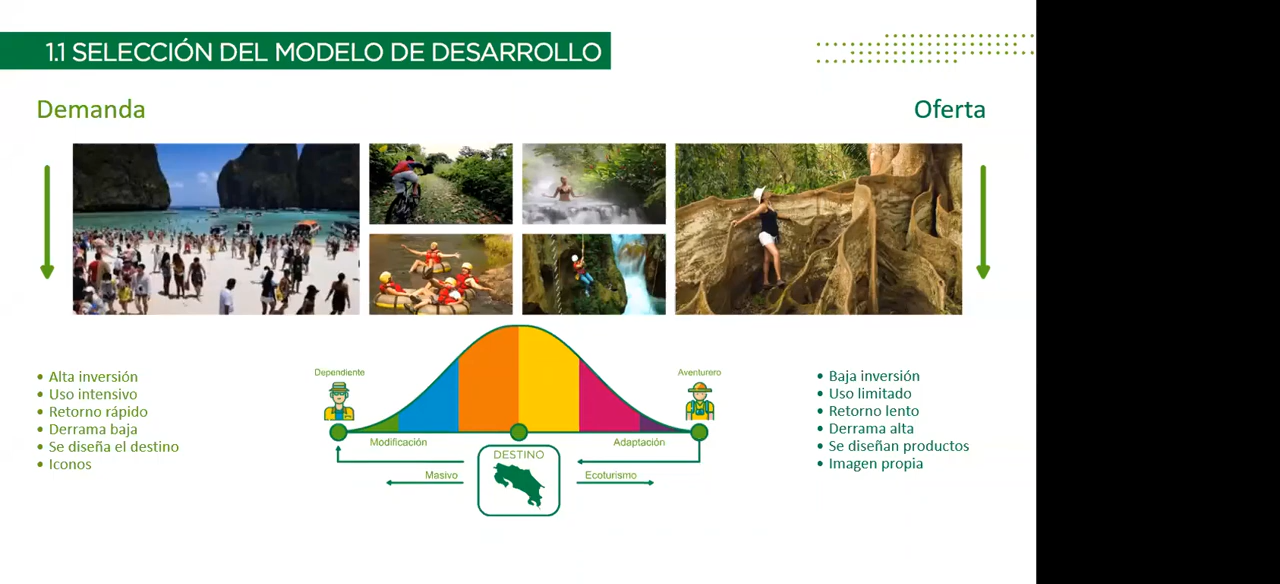 1.1 SELECCIÓN DEL MODELO DE DESARROLLO
Demanda
Oferta
• Alta inversión
• Uso intensivo
• Retorno rápido
• Derrama baja
• Se diseña el destino
• Iconos
Dependiente
Aventurero
Modificación
Adaptación
DESTINO
Masivo
Ecoturismo
• Baja inversión
• Uso limitado
• Retorno lento
• Derrama alta
• Se diseñan productos
• Imagen propia